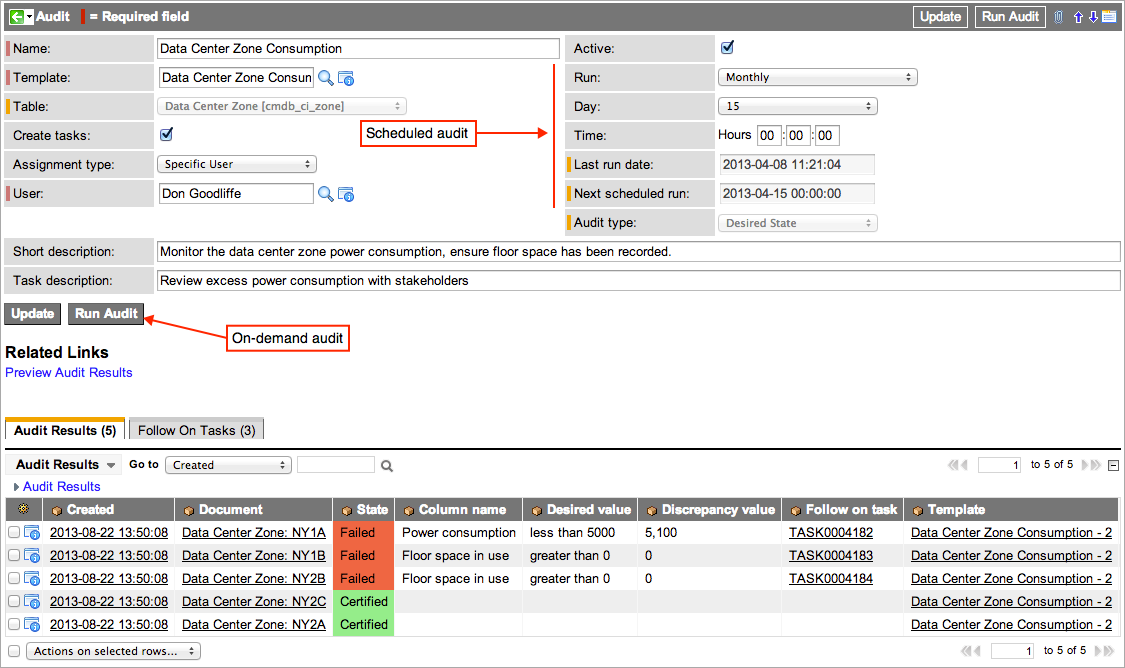 Audit = Required field Update Run Audit
Name: Data Center Zone Consumption Active:
Template: Data Center Zone Consun Run: Monthly
Table: Data Center Zone [cmdb_ci_zone] Day: 15
Create tasks: Scheduled audit Time: Hours 00 : 00 : 00
Assignment type: Specific User Last run date: 2013-04-08 11:21:04
User: Don Goodliffe Next scheduled run: 2013-04-15 00:00:00
Audit type: Desired State
Short description: Monitor the data center zone power consumption, ensure floor space has been recorded.
Task description: Review excess power consumption with stakeholders
Update Run Audit
On-demand audit
Related Links
Preview Audit Results
Audit Results (5) Follow On Tasks (3)
Audit Results Go to Created 1 to 5 of 5
Audit Results
Created Document State Column name Desired value Discrepancy value Follow on task Template
2013-08-22 13:50:08 Data Center Zone: NY1A Failed Power consumption less than 5000 5,100 TASK0004182 Data Center Zone Consumption - 2
2013-08-22 13:50:08 Data Center Zone: NY1B Failed Floor space in use greater than 0 0 TASK0004183 Data Center Zone Consumption - 2
2013-08-22 13:50:08 Data Center Zone: NY2B Failed Floor space in use greater than 0 0 TASK0004184 Data Center Zone Consumption - 2
2013-08-22 13:50:08 Data Center Zone: NY2C Certified Data Center Zone Consumption - 2
2013-08-22 13:50:08 Data Center Zone: NY2A Certified Data Center Zone Consumption - 2
Actions on selected rows... 1 to 5 of 5